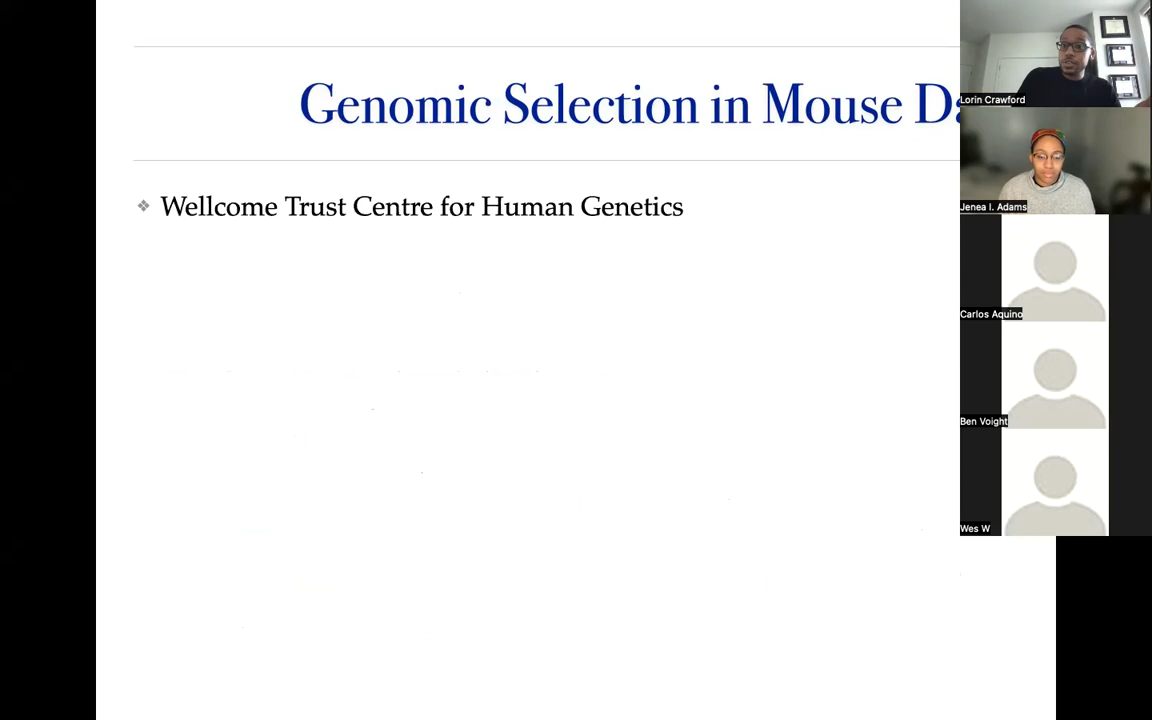 Genomic Selection in Mouse
Wellcome Trust Centre for Human Genetics
Lorin Crawford
Jenea I. Adams
Carlos Aquino
Ben Voight
Wes W